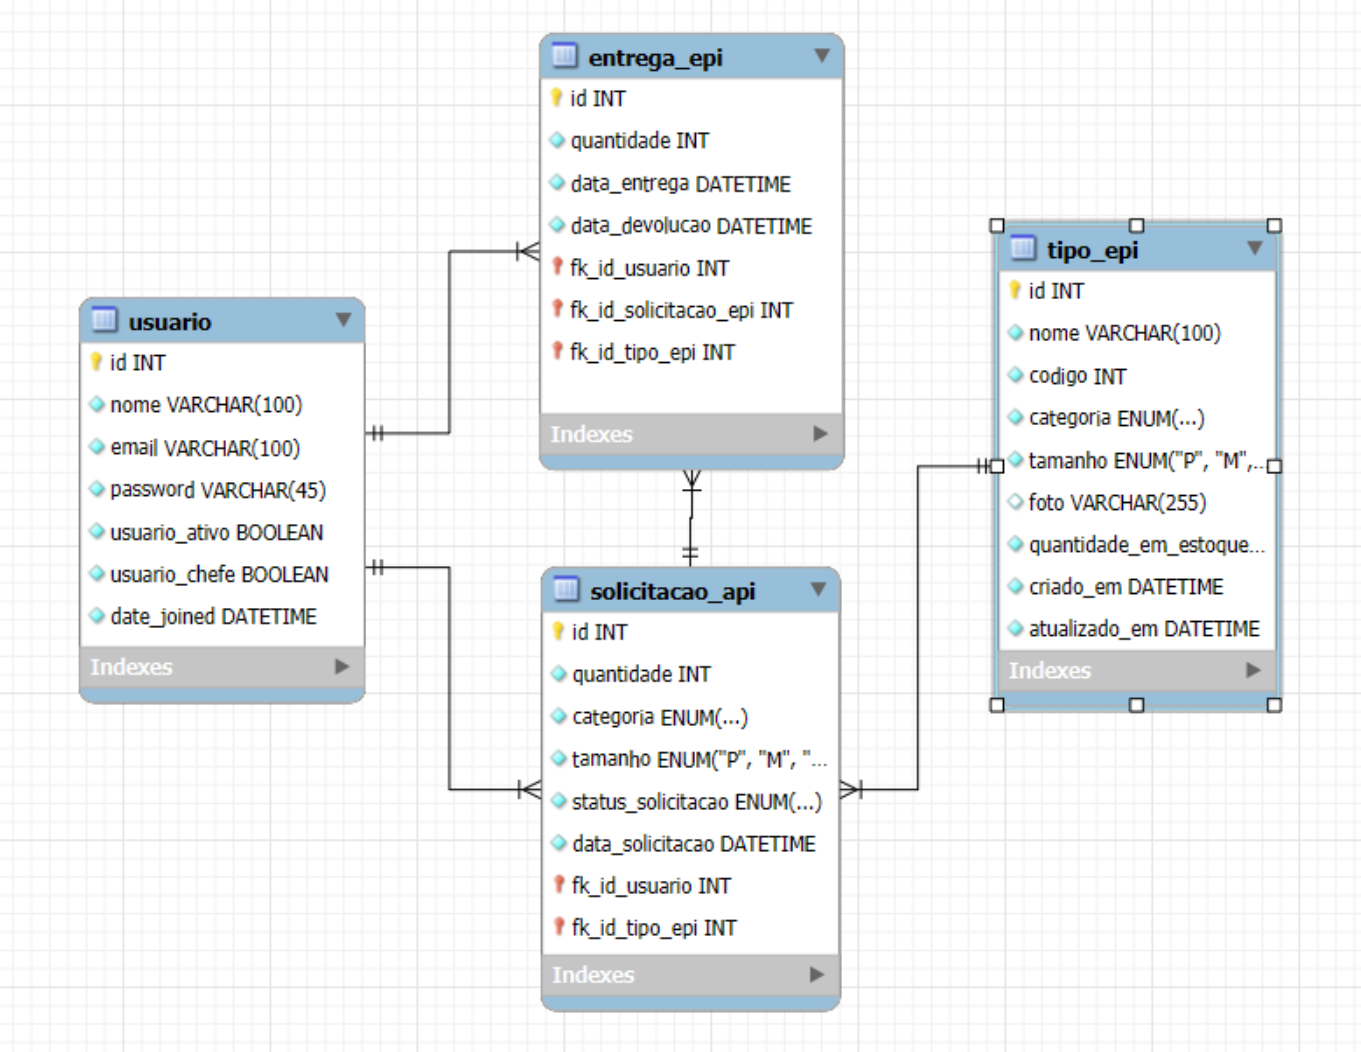 entrega_epi
id INT
quantidade INT
data_entrega DATETIME
data_devolucao DATETIME
fk_id_usuario INT
fk_id_solicitacao_epi INT
fk_id_tipo_epi INT
Indexes
usuario
id INT
nome VARCHAR(100)
email VARCHAR(100)
password VARCHAR(45)
usuario_ativo BOOLEAN
usuario_chefe BOOLEAN
date_joined DATETIME
Indexes
solicitacao_api
id INT
quantidade INT
categoria ENUM(...)
tamanho ENUM("P", "M", "...
status_solicitacao ENUM(...)
data_solicitacao DATETIME
fk_id_usuario INT
fk_id_tipo_epi INT
Indexes
tipo_epi
id INT
nome VARCHAR(100)
codigo INT
categoria ENUM(...)
tamanho ENUM("P", "M",...
foto VARCHAR(255)
quantidade_em_estoque...
criado_em DATETIME
atualizado_em DATETIME
Indexes